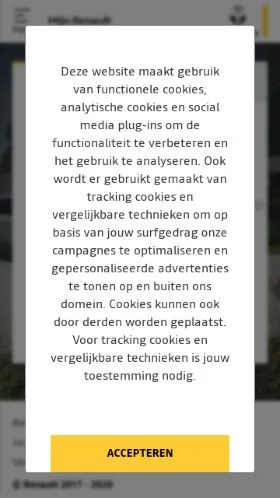 Mijn Renault
Deze website maakt gebruik
van functionele cookies,
analytische cookies en social
media plug-ins om de
functionaliteit te verbeteren en
het gebruik te analyseren. Ook
wordt er gebruikt gemaakt van
tracking cookies en
vergelijkbare technieken om op
basis van jouw surfgedrag onze
campagnes te optimaliseren en
gepersonaliseerde advertenties
te tonen op en buiten ons
domein. Cookies kunnen ook
door derden worden geplaatst.
Voor tracking cookies en
vergelijkbare technieken is jouw
toestemming nodig.
ACCEPTEREN
© Renault 2017 - 2020